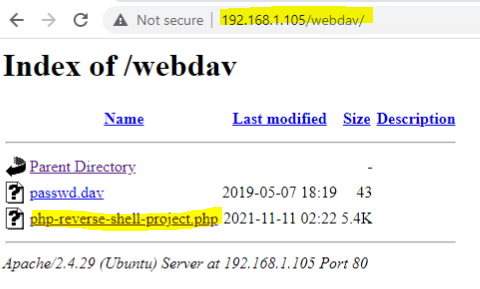 Not secure | 192.168.1.105/webdav/
Index of /webdav
Name Last modified Size Description
Parent Directory -
passwd.dav 2019-05-07 18:19 43
php-reverse-shell-project.php 2021-11-11 02:22 5.4K
Apache/2.4.29 (Ubuntu) Server at 192.168.1.105 Port 80